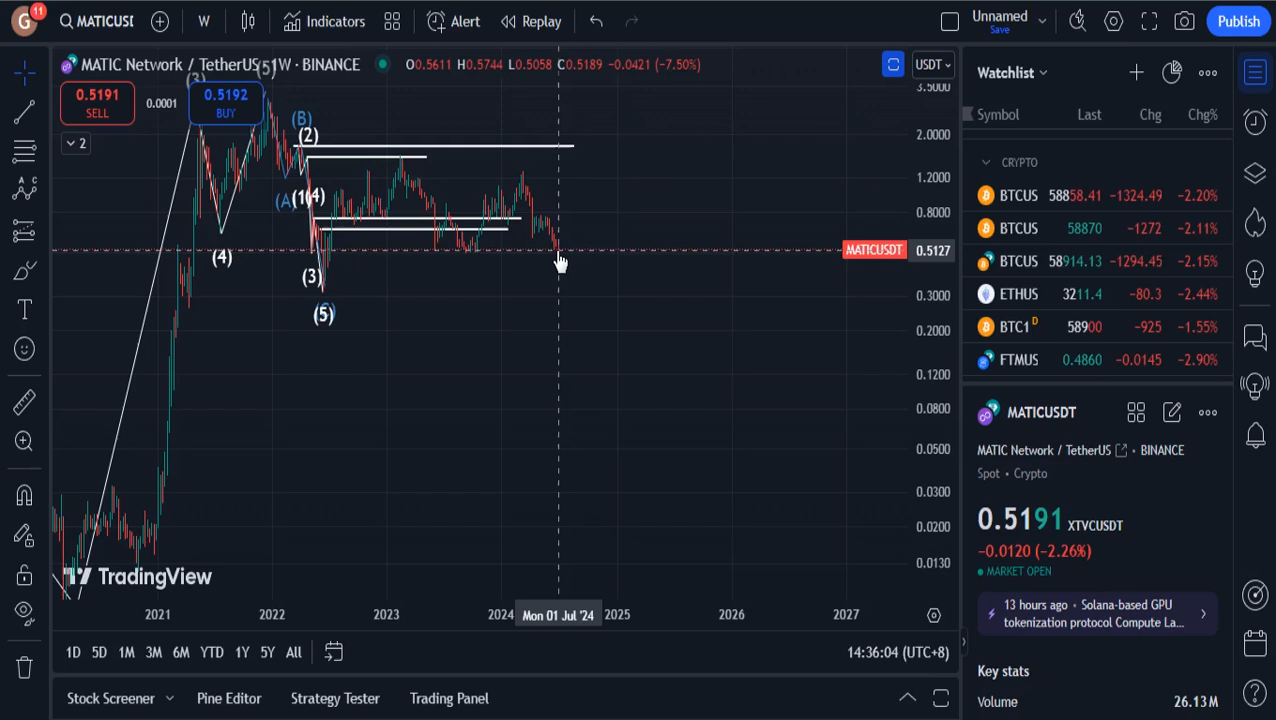 G
11
MATICUSI
W
Indicators
Alert
Replay
Unnamed
Save
Publish
MATIC Network / TetherUS 1W · BINANCE
O0.5611 H0.5744 L0.5058 C0.5189 -0.0421 (-7.50%)
USDT
0.5191
SELL
0.0001
0.5192
BUY
2
(3)
(5)
(4)
(B)
(2)
(A)
(1)
(4)
(3)
(5)
3.5000
2.0000
1.2000
0.8000
MATICUSDT
0.5127
0.3000
0.2000
0.1200
0.0800
0.0500
0.0300
0.0200
0.0130
TradingView
2021
2022
2023
2024
Mon 01 Jul '24
2025
2026
2027
1D 5D 1M 3M 6M YTD 1Y 5Y All
14:36:04 (UTC+8)
Stock Screener
Pine Editor
Strategy Tester
Trading Panel
Watchlist
Symbol Last Chg Chg%
CRYPTO
BTCUS 58858.41 -1324.49 -2.20%
BTCUS 58870 -1272 -2.11%
BTCUS 58914.13 -1294.45 -2.15%
ETHUS 3211.4 -80.3 -2.44%
BTC1 D 58900 -925 -1.55%
FTMUS 0.4860 -0.0145 -2.90%
MATICUSDT
MATIC Network / TetherUS · BINANCE
Spot · Crypto
0.5191 XTVCUSDT
-0.0120 (-2.26%)
MARKET OPEN
13 hours ago · Solana-based GPU
tokenization protocol Compute La...
Key stats
Volume 26.13M